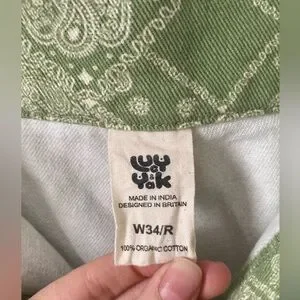 LUCY
&
YAK
MADE IN INDIA
DESIGNED IN BRITAIN
W34/R
100% ORGANIC COTTON